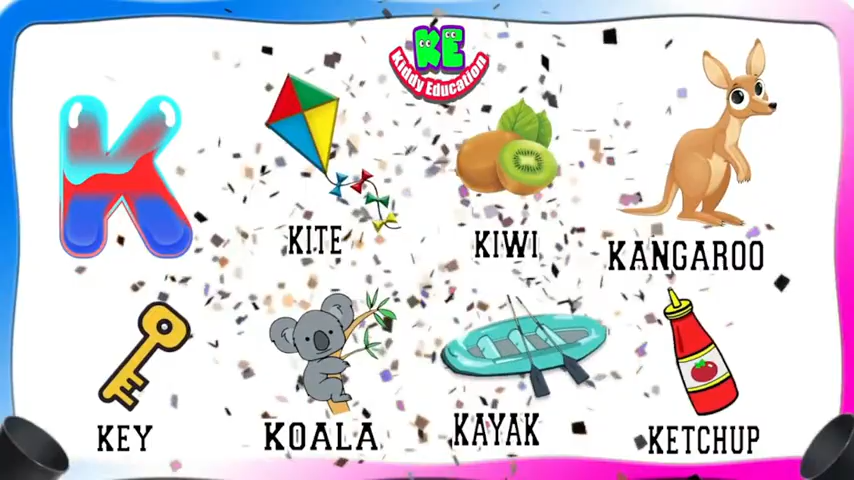 KE
Kiddy Education
K
KITE
KIWI
KANGAROO
KEY
KOALA
KAYAK
KETCHUP